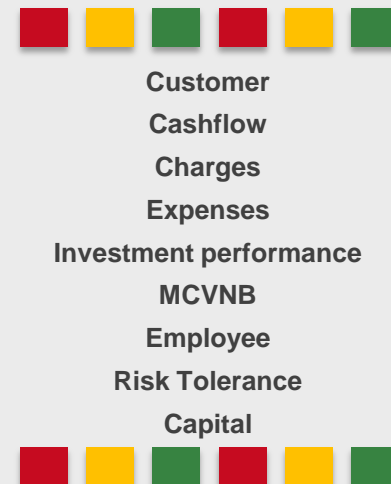 Customer
Cashflow
Charges
Expenses
Investment performance
MCVNB
Employee
Risk Tolerance
Capital